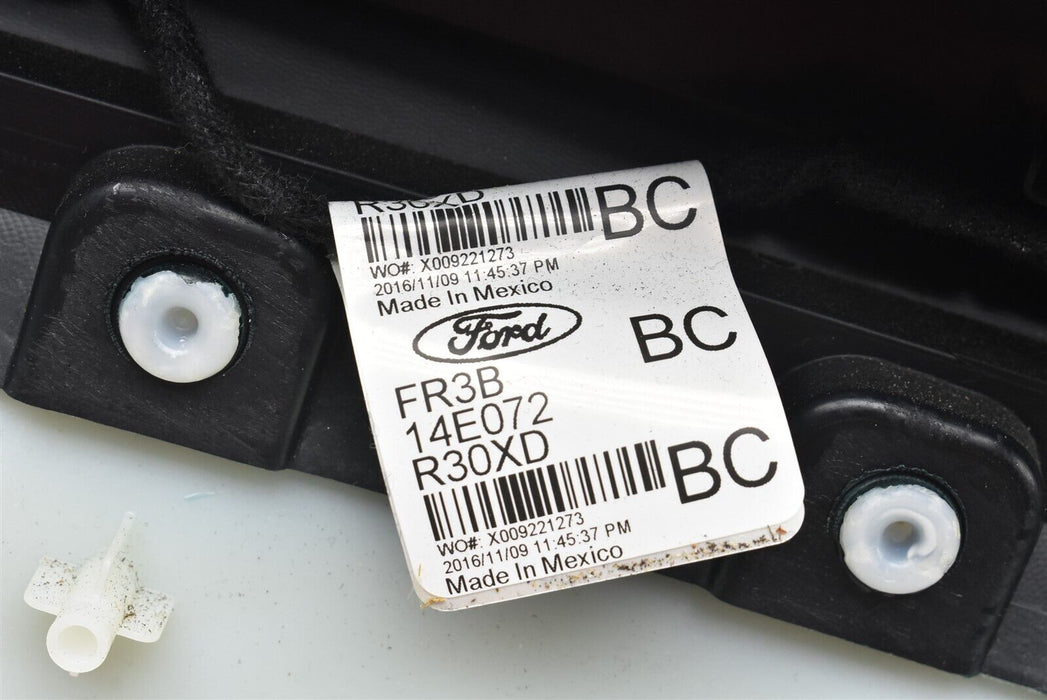 R30XD
BC
WO#: X009221273
2016/11/09 11:45:37 PM
Made In Mexico
Ford
BC
FR3B
14E072
R30XD
BC
WO#: X009221273
2016/11/09 11:45:37 PM
Made In Mexico